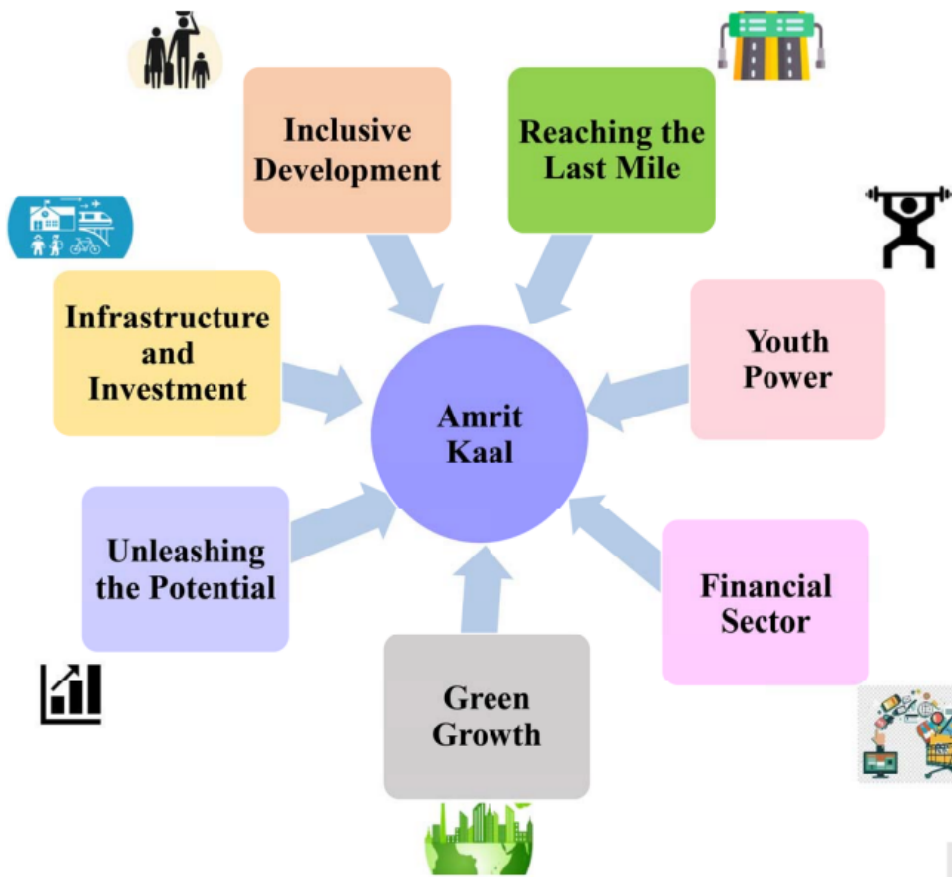 Inclusive
Development
Reaching the
Last Mile
Infrastructure
and
Investment
Youth
Power
Amrit
Kaal
Unleashing
the Potential
Financial
Sector
Green
Growth